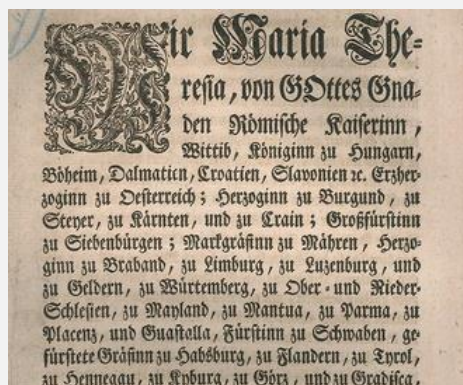 Wir Maria The-
resia, von GOttes Gna-
den Römische Kaiserinn,
Wittib, Königinn zu Hungarn,
Böheim, Dalmatien, Croatien, Slavonien ꝛc. Erzher-
zoginn zu Oesterreich; Herzoginn zu Burgund, zu
Steyer, zu Kärnten, und zu Crain; Großfürstinn
zu Siebenbürgen; Markgräfinn zu Mähren, Herzo-
ginn zu Braband, zu Limburg, zu Luzenburg, und
zu Geldern, zu Würtemberg, zu Ober- und Nieder-
Schlesien, zu Mayland, zu Mantua, zu Parma, zu
Placenz, und Guastalla, Fürstinn zu Schwaben, ge-
fürstete Gräfinn zu Habsburg, zu Flandern, zu Tyrol,
zu Hennegau, zu Kyburg, zu Görz, und zu Gradisca,